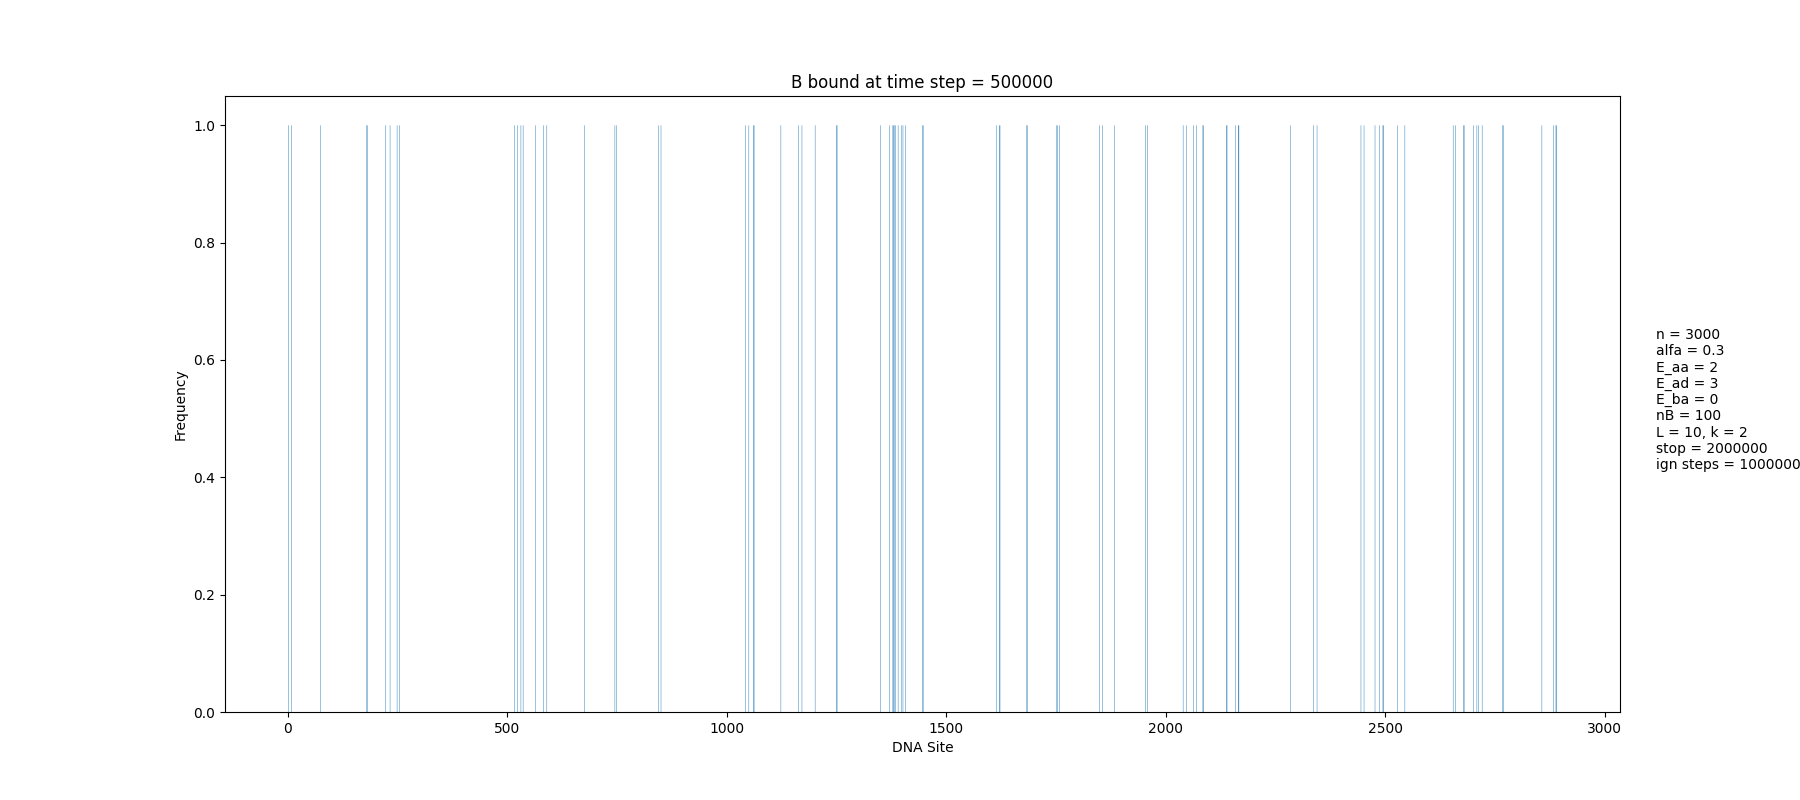 B bound at time step = 500000
1.0
0.8
0.6
0.4
0.2
0.0
Frequency
0 500 1000 1500 2000 2500 3000
DNA Site
n = 3000
alfa = 0.3
E_aa = 2
E_ad = 3
E_ba = 0
nB = 100
L = 10, k = 2
stop = 2000000
ign steps = 1000000